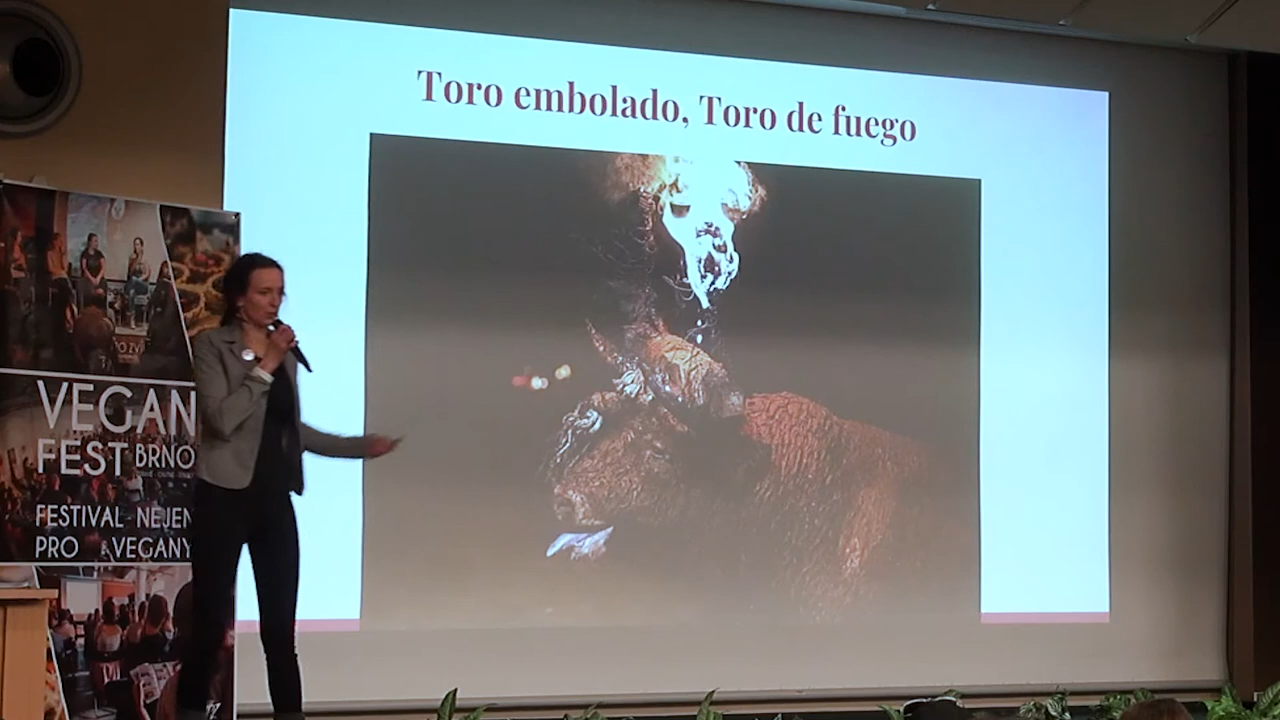 Toro embolado, Toro de fuego
VEGAN
FEST BRNO
FESTIVAL NEJEN
PRO VEGANY